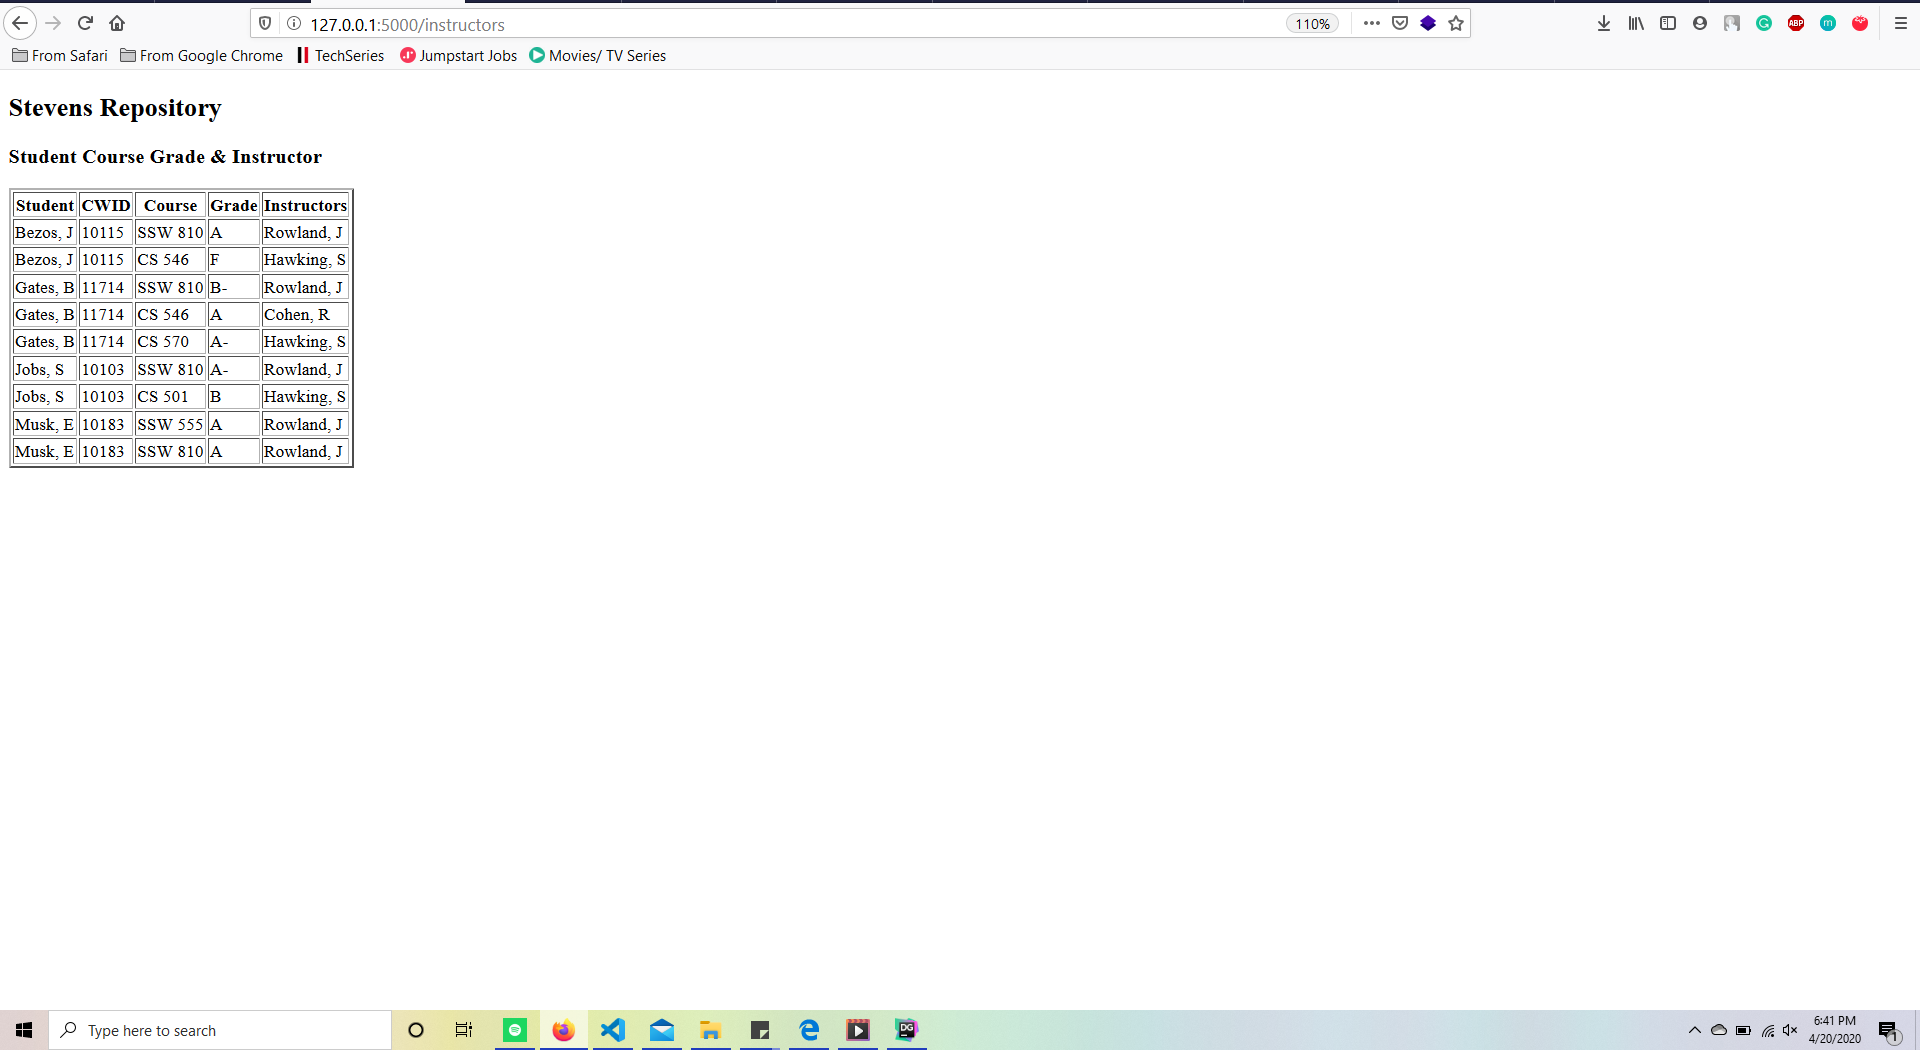 127.0.0.1:5000/instructors 110%
From Safari From Google Chrome TechSeries Jumpstart Jobs Movies/ TV Series
Stevens Repository
Student Course Grade & Instructor
Student CWID Course Grade Instructors
Bezos, J 10115 SSW 810 A Rowland, J
Bezos, J 10115 CS 546 F Hawking, S
Gates, B 11714 SSW 810 B- Rowland, J
Gates, B 11714 CS 546 A Cohen, R
Gates, B 11714 CS 570 A- Hawking, S
Jobs, S 10103 SSW 810 A- Rowland, J
Jobs, S 10103 CS 501 B Hawking, S
Musk, E 10183 SSW 555 A Rowland, J
Musk, E 10183 SSW 810 A Rowland, J
Type here to search
DG
6:41 PM
4/20/2020
1
ABP
m